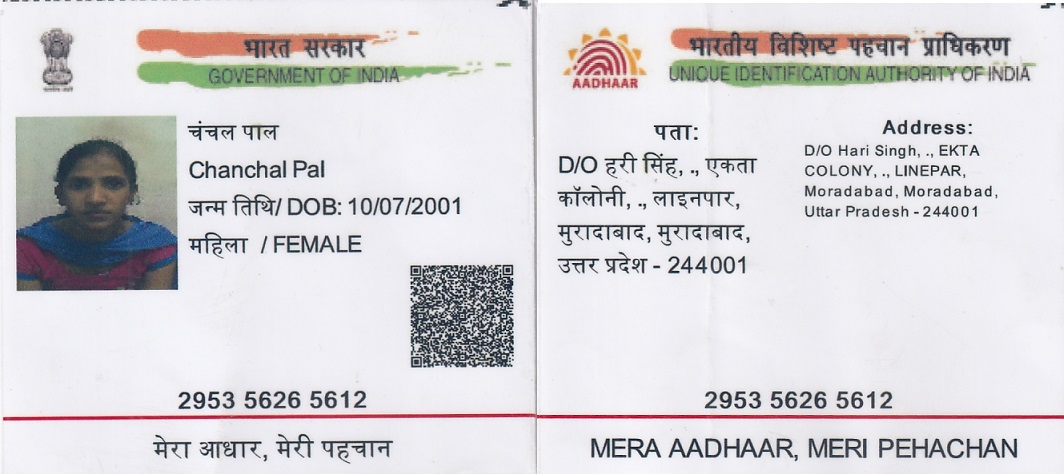 भारत सरकार
GOVERNMENT OF INDIA
चंचल पाल
Chanchal Pal
जन्म तिथि/ DOB: 10/07/2001
महिला / FEMALE
2953 5626 5612
मेरा आधार, मेरी पहचान
AADHAAR
भारतीय विशिष्ट पहचान प्राधिकरण
UNIQUE IDENTIFICATION AUTHORITY OF INDIA
पता:
D/O हरी सिंह, ., एकता
कॉलोनी, ., लाइनपार,
मुरादाबाद, मुरादाबाद,
उत्तर प्रदेश - 244001
Address:
D/O Hari Singh, ., EKTA
COLONY, ., LINEPAR,
Moradabad, Moradabad,
Uttar Pradesh - 244001
2953 5626 5612
MERA AADHAAR, MERI PEHACHAN